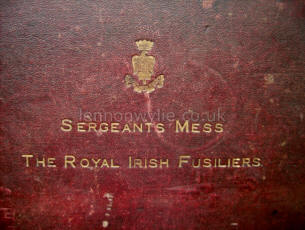 lennonwylie.co.uk
SERGEANTS MESS
THE ROYAL IRISH FUSILIERS